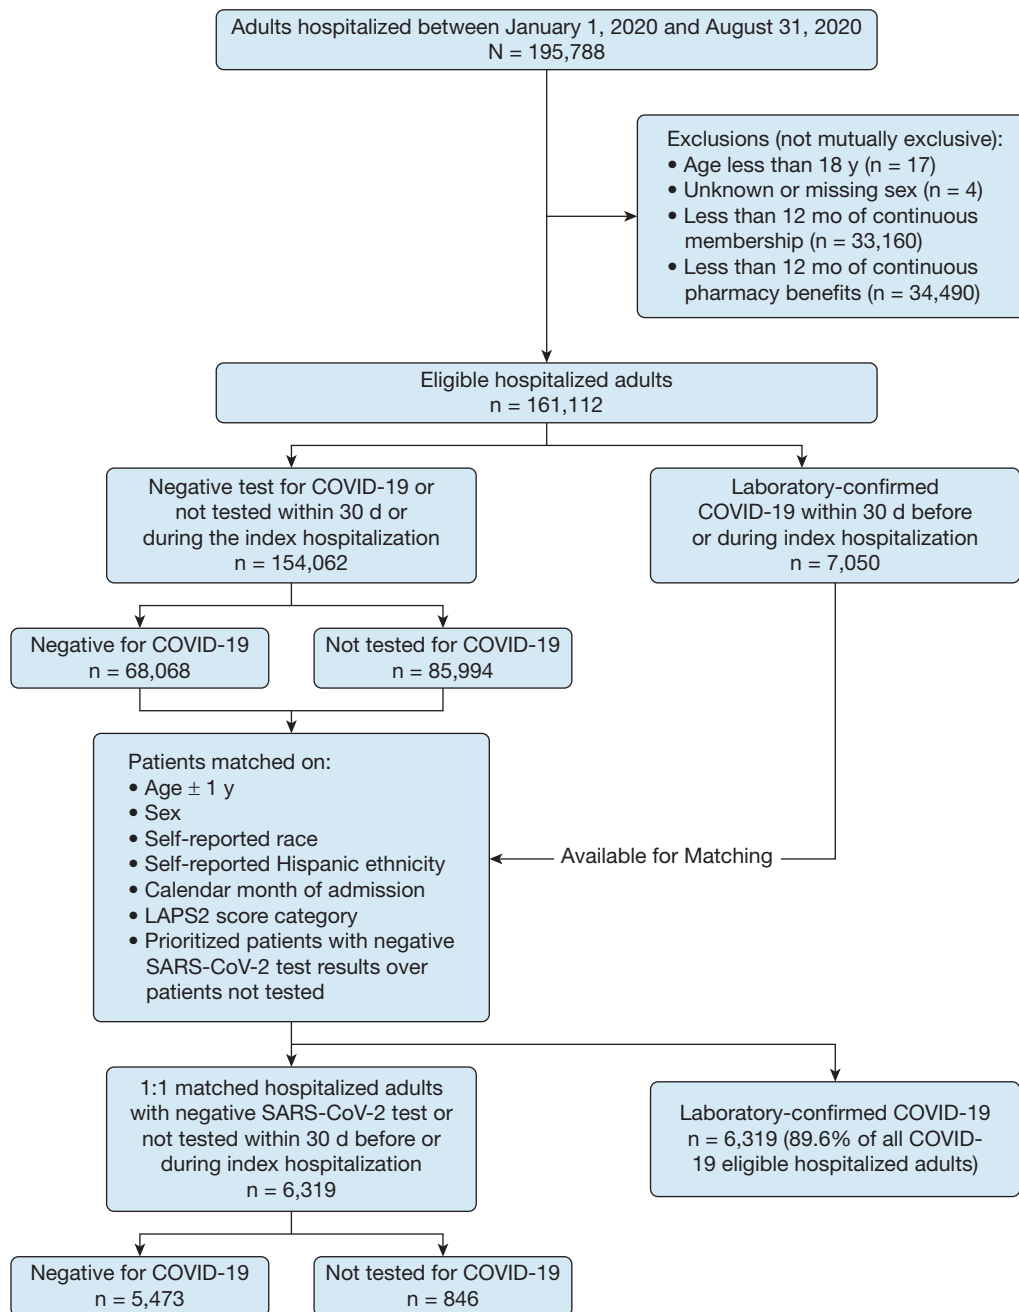 Adults hospitalized between January 1, 2020 and August 31, 2020
N = 195,788
Exclusions (not mutually exclusive):
• Age less than 18 y (n = 17)
• Unknown or missing sex (n = 4)
• Less than 12 mo of continuous
membership (n = 33,160)
• Less than 12 mo of continuous
pharmacy benefits (n = 34,490)
Eligible hospitalized adults
n = 161,112
Negative test for COVID-19 or
not tested within 30 d or
during the index hospitalization
n = 154,062
Laboratory-confirmed
COVID-19 within 30 d before
or during index hospitalization
n = 7,050
Negative for COVID-19
n = 68,068
Not tested for COVID-19
n = 85,994
Patients matched on:
• Age ± 1 y
• Sex
• Self-reported race
• Self-reported Hispanic ethnicity
• Calendar month of admission
• LAPS2 score category
• Prioritized patients with negative
SARS-CoV-2 test results over
patients not tested
Available for Matching
1:1 matched hospitalized adults
with negative SARS-CoV-2 test or
not tested within 30 d before or
during index hospitalization
n = 6,319
Laboratory-confirmed COVID-19
n = 6,319 (89.6% of all COVID-
19 eligible hospitalized adults)
Negative for COVID-19
n = 5,473
Not tested for COVID-19
n = 846